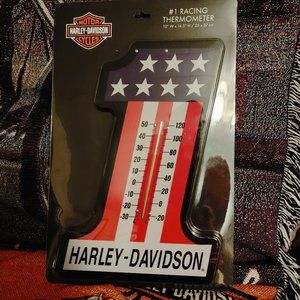 MOTOR
HARLEY-DAVIDSON
CYCLES
#1 RACING
THERMOMETER
50 120
40 100
30 80
20 60
10 40
0 20
-10 0
-20 -20
-30
HARLEY-DAVIDSON